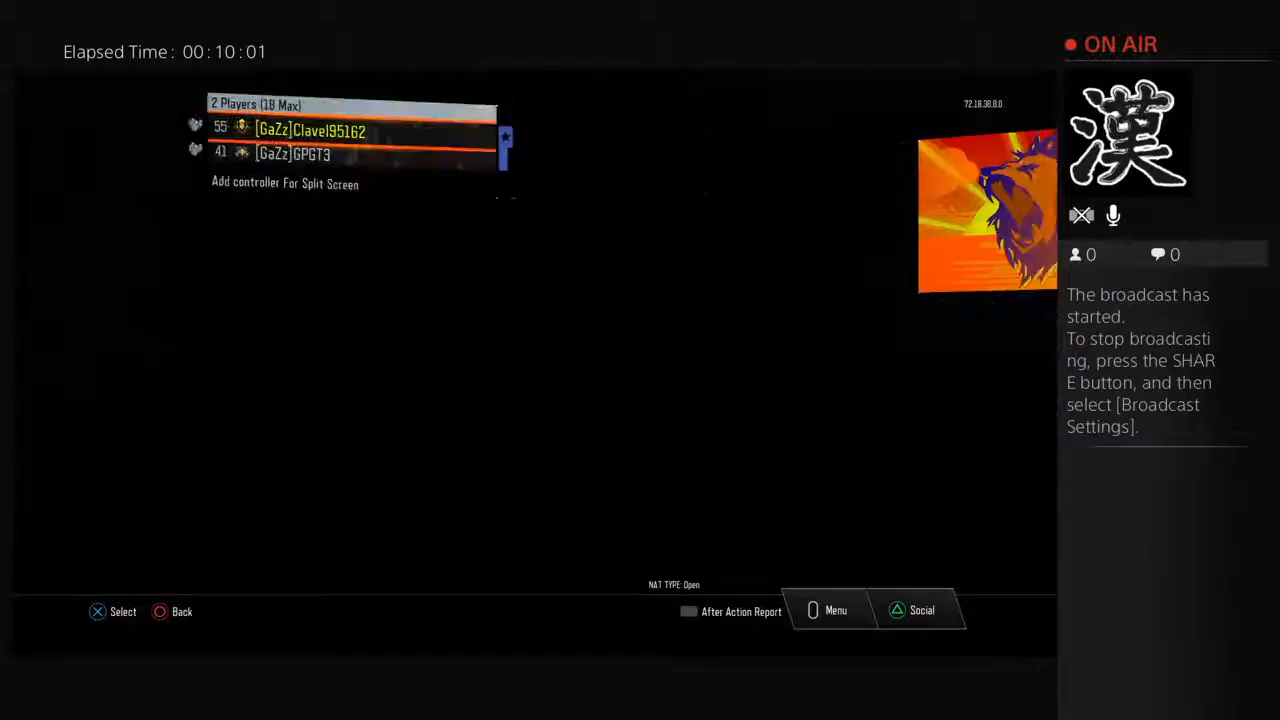 Elapsed Time: 00:10:01
ON AIR
2 Players (18 Max)
72.18.38.8.0
55 [GaZz]Clavel95162
41 [GaZz]GPGT3
Add controller For Split Screen
漢
0 0
The broadcast has
started.
To stop broadcasti
ng, press the SHAR
E button, and then
select [Broadcast
Settings].
NAT TYPE: Open
Select Back After Action Report Menu Social